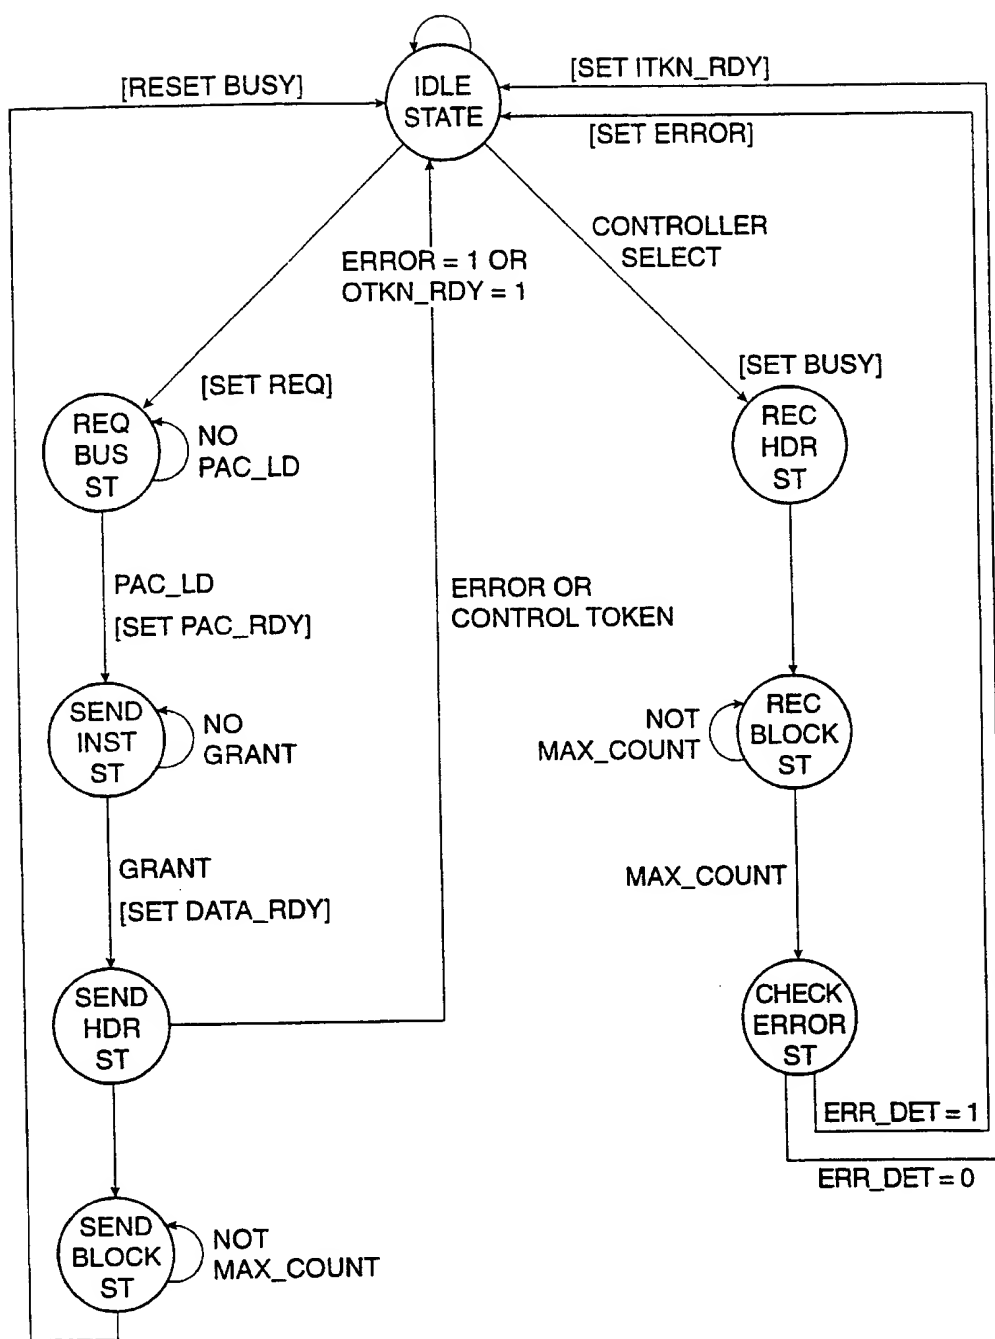 [RESET BUSY]
IDLE
STATE
[SET ITKN_RDY]
[SET ERROR]
CONTROLLER
SELECT
ERROR = 1 OR
OTKN_RDY = 1
[SET REQ]
[SET BUSY]
REQ
BUS
ST
NO
PAC_LD
REC
HDR
ST
PAC_LD
[SET PAC_RDY]
ERROR OR
CONTROL TOKEN
SEND
INST
ST
NO
GRANT
NOT
MAX_COUNT
REC
BLOCK
ST
GRANT
[SET DATA_RDY]
MAX_COUNT
SEND
HDR
ST
CHECK
ERROR
ST
ERR_DET = 1
ERR_DET = 0
SEND
BLOCK
ST
NOT
MAX_COUNT